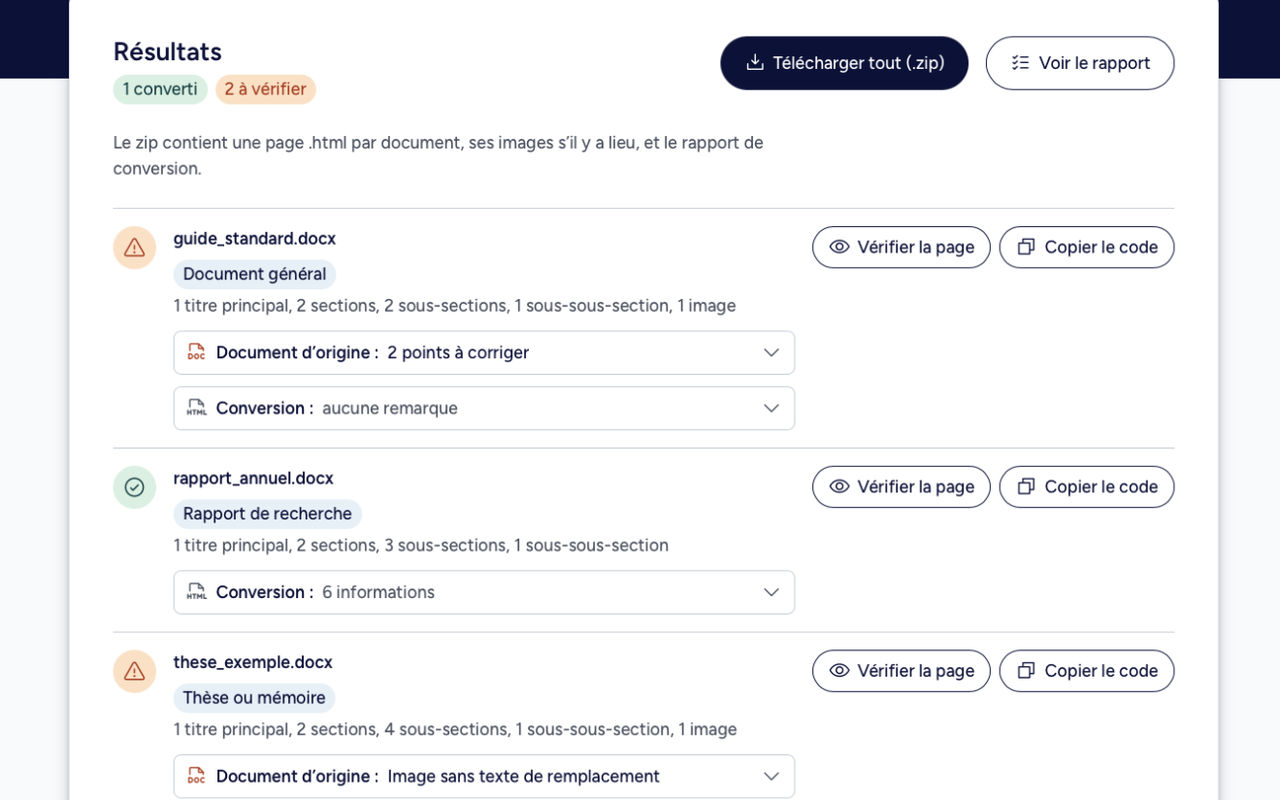 Résultats
Télécharger tout (.zip)
Voir le rapport
1 converti
2 à vérifier
Le zip contient une page .html par document, ses images s’il y a lieu, et le rapport de
conversion.
guide_standard.docx
Vérifier la page
Copier le code
Document général
1 titre principal, 2 sections, 2 sous-sections, 1 sous-sous-section, 1 image
DOC Document d’origine : 2 points à corriger
HTML Conversion : aucune remarque
rapport_annuel.docx
Vérifier la page
Copier le code
Rapport de recherche
1 titre principal, 2 sections, 3 sous-sections, 1 sous-sous-section
HTML Conversion : 6 informations
these_exemple.docx
Vérifier la page
Copier le code
Thèse ou mémoire
1 titre principal, 2 sections, 4 sous-sections, 1 sous-sous-section, 1 image
DOC Document d’origine : Image sans texte de remplacement